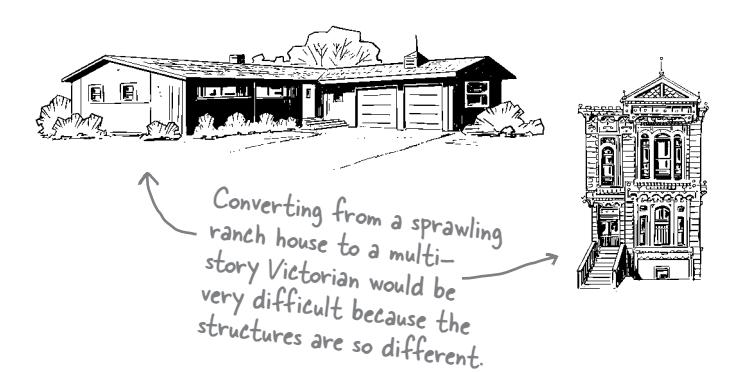 Converting from a sprawling
ranch house to a multi-
story Victorian would be
very difficult because the
structures are so different.